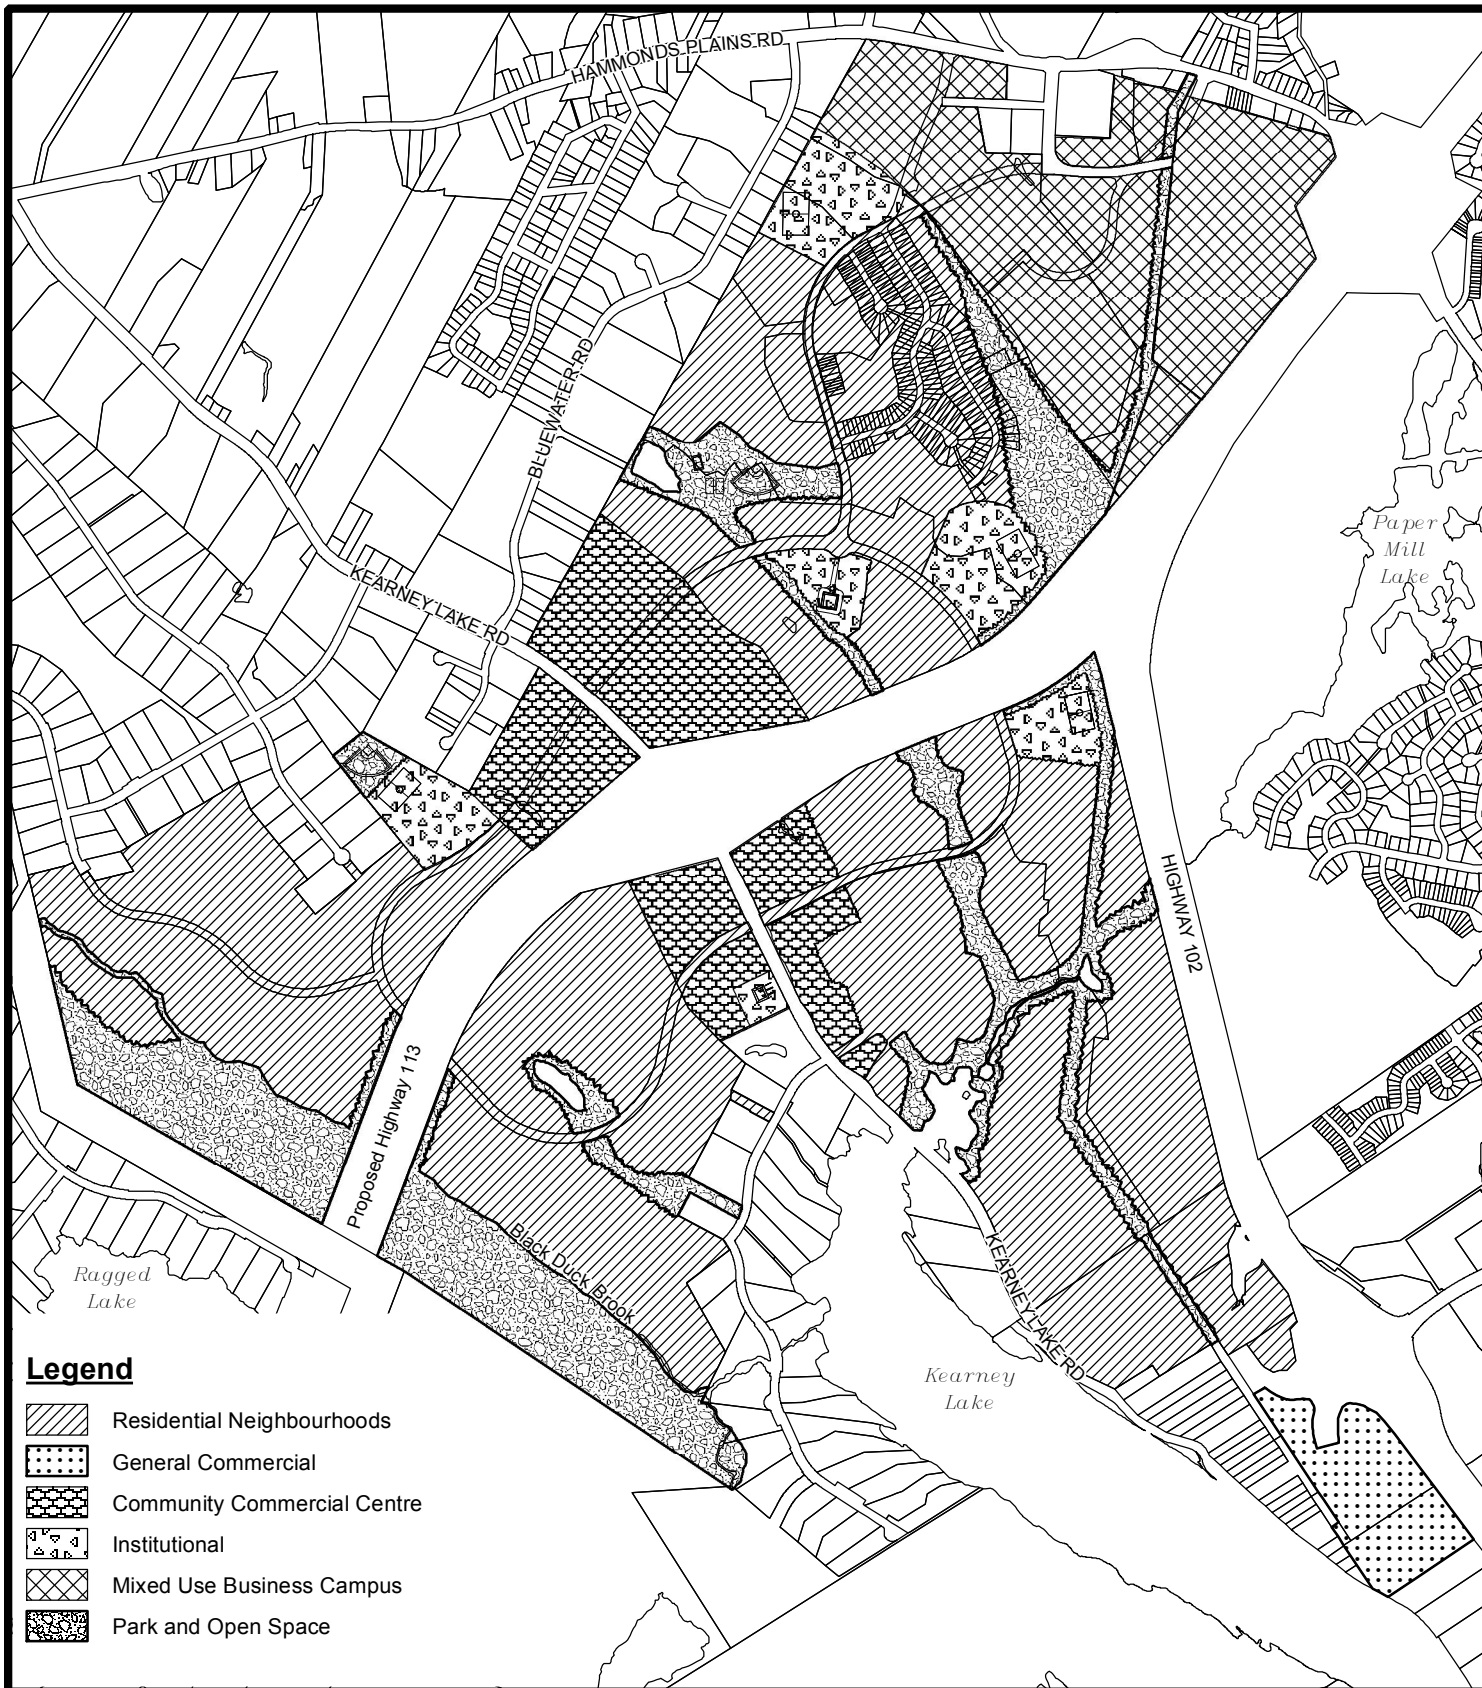 HAMMONDS PLAINS RD
BLUEWATER RD
Paper
Mill
Lake
KEARNEY LAKE RD
HIGHWAY 102
Proposed Highway 113
Black Duck Brook
Ragged
Lake
KEARNEY LAKE RD
Kearney
Lake
Legend
Residential Neighbourhoods
General Commercial
Community Commercial Centre
Institutional
Mixed Use Business Campus
Park and Open Space